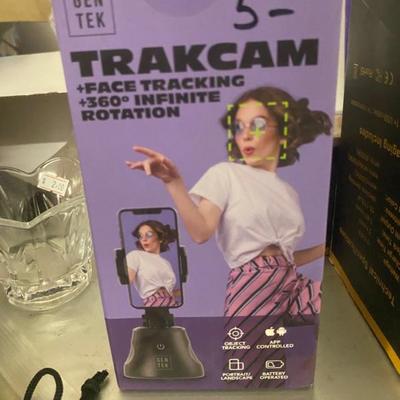 GEN
TEK
5-
TRAKCAM
+FACE TRACKING
+360° INFINITE
ROTATION
OBJECT
TRACKING
APP
CONTROLLED
PORTRAIT/
LANDSCAPE
BATTERY
OPERATED
GEN
TEK